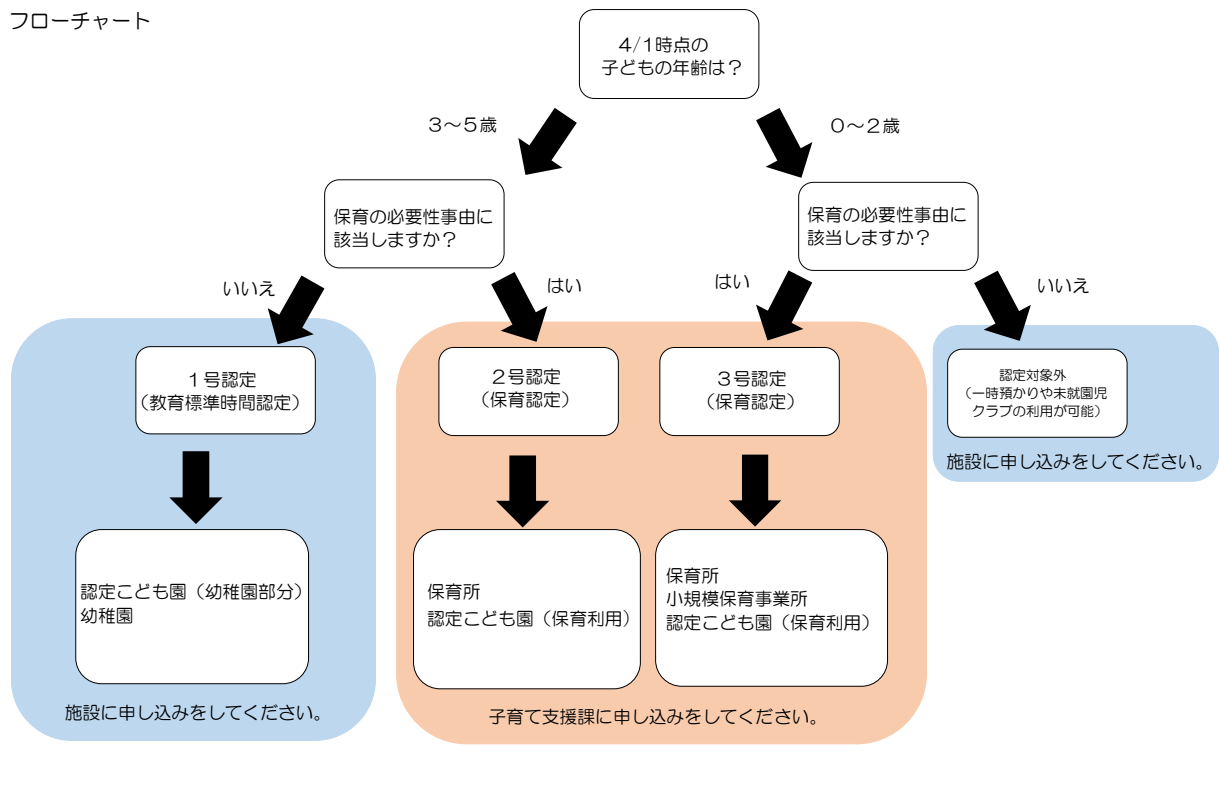 フローチャート
4/1時点の
子どもの年齢は？
3～5歳
0～2歳
保育の必要性事由に
該当しますか？
保育の必要性事由に
該当しますか？
いいえ
はい
はい
いいえ
1号認定
（教育標準時間認定）
2号認定
（保育認定）
3号認定
（保育認定）
認定対象外
（一時預かりや未就園児
クラブの利用が可能）
施設に申し込みをしてください。
認定こども園（幼稚園部分）
幼稚園
保育所
認定こども園（保育利用）
保育所
小規模保育事業所
認定こども園（保育利用）
施設に申し込みをしてください。
子育て支援課に申し込みをしてください。